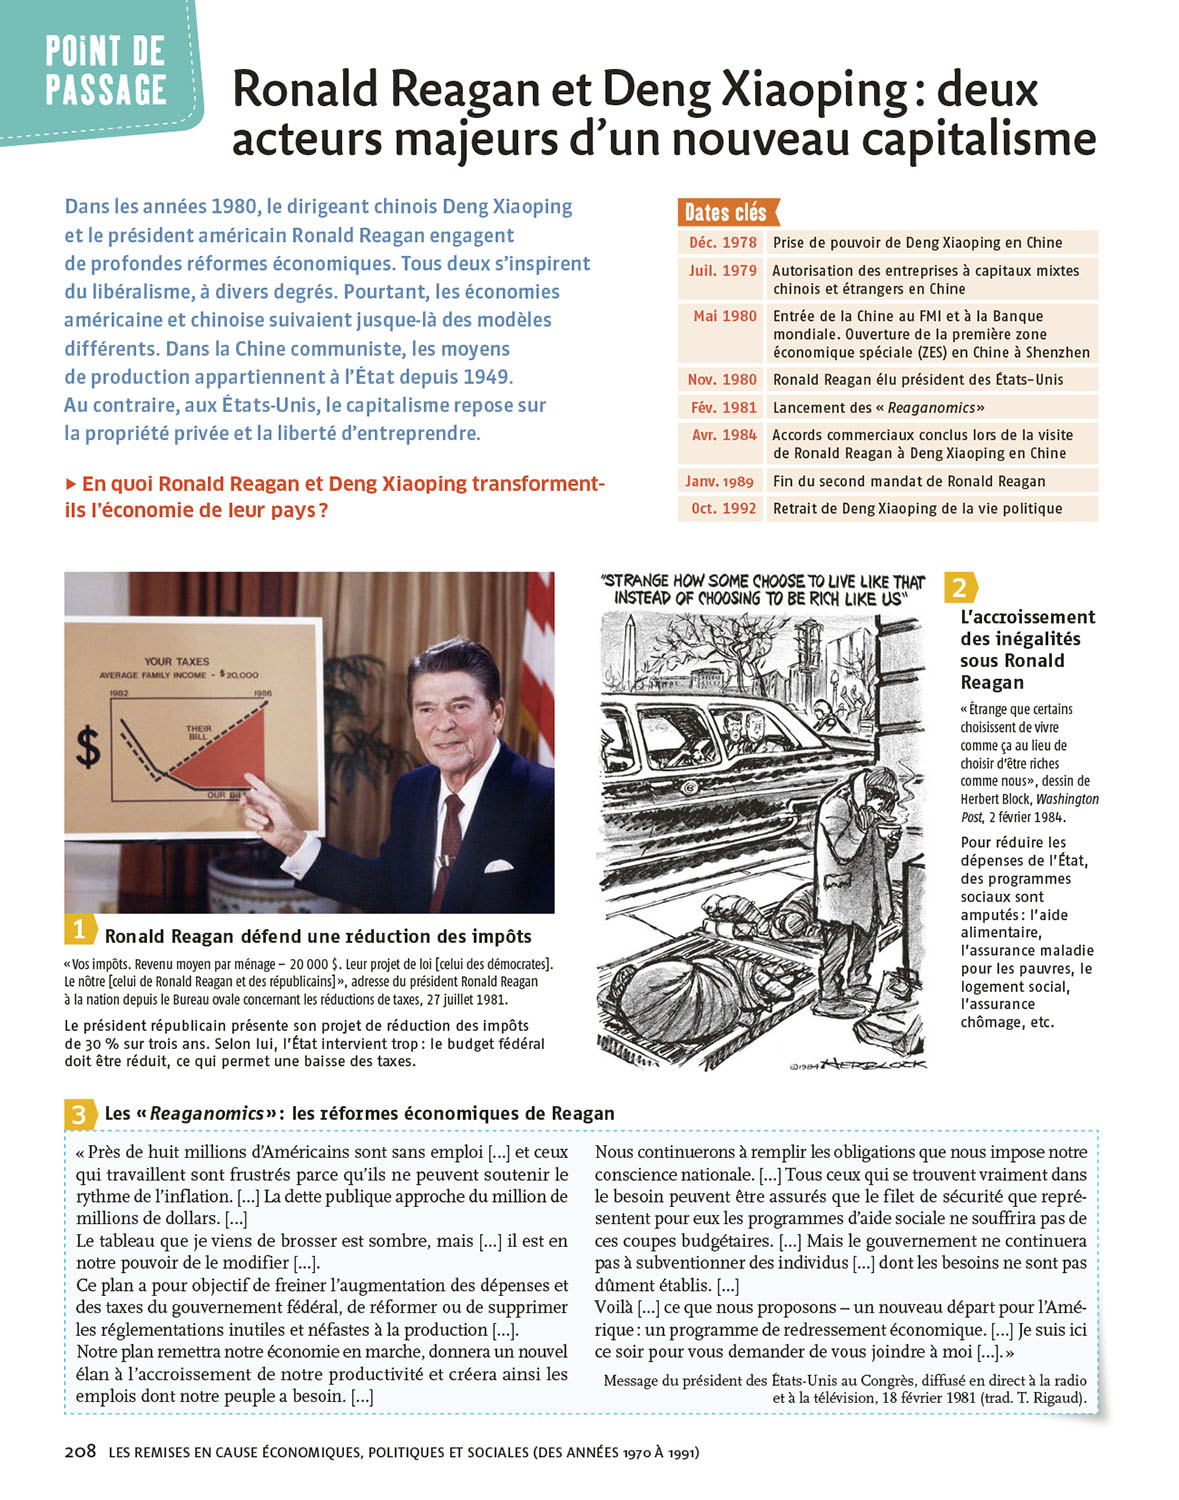 POiNT DE
PASSAGE
Ronald Reagan et Deng Xiaoping : deux
acteurs majeurs d’un nouveau capitalisme
Dans les années 1980, le dirigeant chinois Deng Xiaoping
et le président américain Ronald Reagan engagent
de profondes réformes économiques. Tous deux s’inspirent
du libéralisme, à divers degrés. Pourtant, les économies
américaine et chinoise suivaient jusque-là des modèles
différents. Dans la Chine communiste, les moyens
de production appartiennent à l’État depuis 1949.
Au contraire, aux États-Unis, le capitalisme repose sur
la propriété privée et la liberté d’entreprendre.
▶ En quoi Ronald Reagan et Deng Xiaoping transforment-
ils l’économie de leur pays ?
Dates clés
Déc. 1978 Prise de pouvoir de Deng Xiaoping en Chine
Juil. 1979 Autorisation des entreprises à capitaux mixtes
chinois et étrangers en Chine
Mai 1980 Entrée de la Chine au FMI et à la Banque
mondiale. Ouverture de la première zone
économique spéciale (ZES) en Chine à Shenzhen
Nov. 1980 Ronald Reagan élu président des États-Unis
Fév. 1981 Lancement des « Reaganomics »
Avr. 1984 Accords commerciaux conclus lors de la visite
de Ronald Reagan à Deng Xiaoping en Chine
Janv. 1989 Fin du second mandat de Ronald Reagan
Oct. 1992 Retrait de Deng Xiaoping de la vie politique
YOUR TAXES
AVERAGE FAMILY INCOME - $20,000
1982 1986
THEIR
BILL
$
OUR BILL
1 Ronald Reagan défend une réduction des impôts
« Vos impôts. Revenu moyen par ménage – 20 000 $. Leur projet de loi [celui des démocrates].
Le nôtre [celui de Ronald Reagan et des républicains] », adresse du président Ronald Reagan
à la nation depuis le Bureau ovale concernant les réductions de taxes, 27 juillet 1981.
Le président républicain présente son projet de réduction des impôts
de 30 % sur trois ans. Selon lui, l’État intervient trop : le budget fédéral
doit être réduit, ce qui permet une baisse des taxes.
"STRANGE HOW SOME CHOOSE TO LIVE LIKE THAT
INSTEAD OF CHOOSING TO BE RICH LIKE US"
©1984 HERBLOCK
2
L’accroissement
des inégalités
sous Ronald
Reagan
« Étrange que certains
choisissent de vivre
comme ça au lieu de
choisir d’être riches
comme nous », dessin de
Herbert Block, Washington
Post, 2 février 1984.
Pour réduire les
dépenses de l’État,
des programmes
sociaux sont
amputés : l’aide
alimentaire,
l’assurance maladie
pour les pauvres, le
logement social,
l’assurance
chômage, etc.
3 Les « Reaganomics » : les réformes économiques de Reagan
« Près de huit millions d’Américains sont sans emploi [...] et ceux
qui travaillent sont frustrés parce qu’ils ne peuvent soutenir le
rythme de l’inflation. [...] La dette publique approche du million de
millions de dollars. [...]
Le tableau que je viens de brosser est sombre, mais [...] il est en
notre pouvoir de le modifier [...].
Ce plan a pour objectif de freiner l’augmentation des dépenses et
des taxes du gouvernement fédéral, de réformer ou de supprimer
les réglementations inutiles et néfastes à la production [...].
Notre plan remettra notre économie en marche, donnera un nouvel
élan à l’accroissement de notre productivité et créera ainsi les
emplois dont notre peuple a besoin. [...]
Nous continuerons à remplir les obligations que nous impose notre
conscience nationale. [...] Tous ceux qui se trouvent vraiment dans
le besoin peuvent être assurés que le filet de sécurité que repré-
sentent pour eux les programmes d’aide sociale ne souffrira pas de
ces coupes budgétaires. [...] Mais le gouvernement ne continuera
pas à subventionner des individus [...] dont les besoins ne sont pas
dûment établis. [...]
Voilà [...] ce que nous proposons – un nouveau départ pour l’Amé-
rique : un programme de redressement économique. [...] Je suis ici
ce soir pour vous demander de vous joindre à moi [...]. »
Message du président des États-Unis au Congrès, diffusé en direct à la radio
et à la télévision, 18 février 1981 (trad. T. Rigaud).
208 LES REMISES EN CAUSE ÉCONOMIQUES, POLITIQUES ET SOCIALES (DES ANNÉES 1970 À 1991)